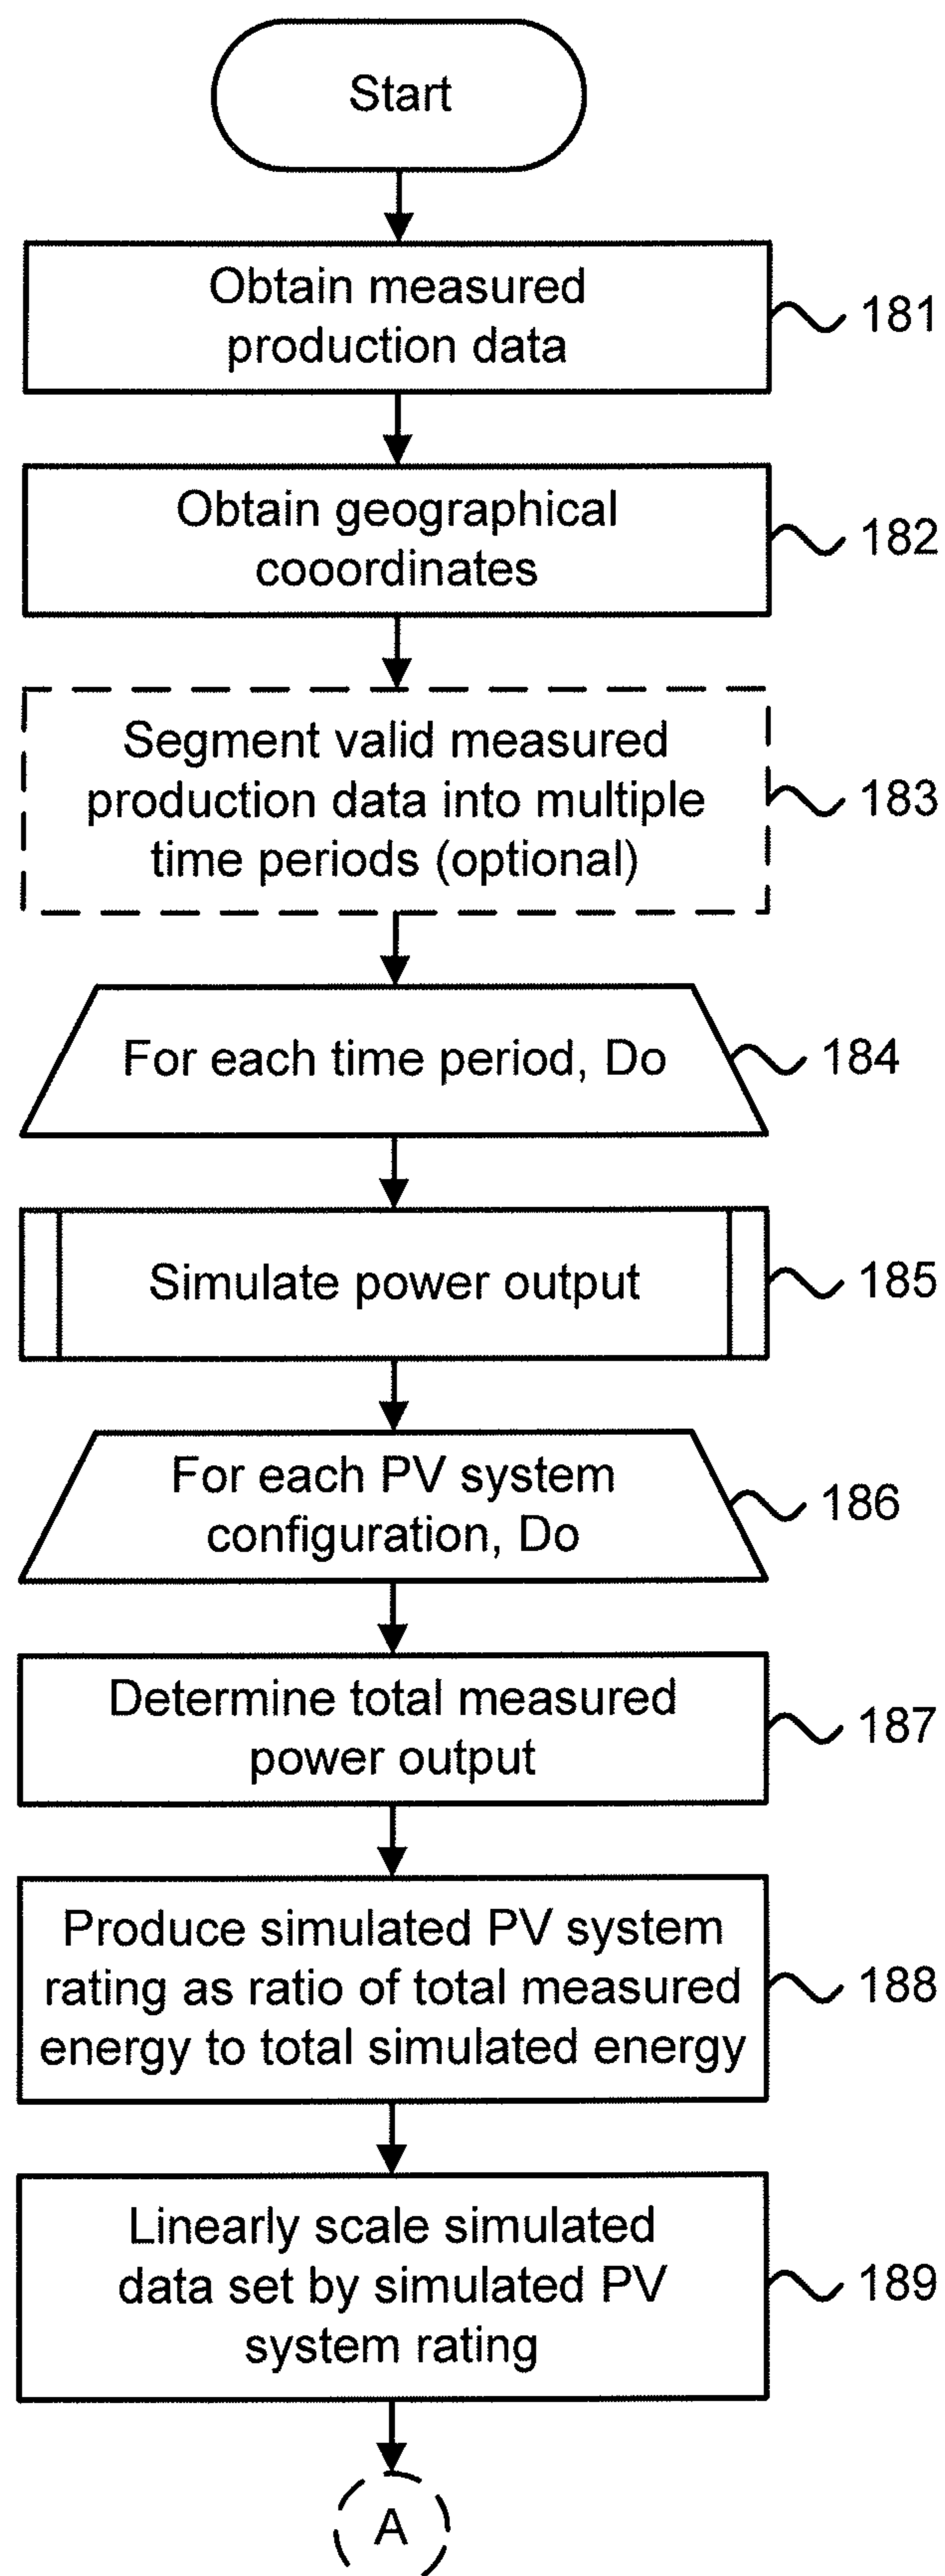 Start
Obtain measured
production data
181
Obtain geographical
cooordinates
182
Segment valid measured
production data into multiple
time periods (optional)
183
For each time period, Do
184
Simulate power output
185
For each PV system
configuration, Do
186
Determine total measured
power output
187
Produce simulated PV system
rating as ratio of total measured
energy to total simulated energy
188
Linearly scale simulated
data set by simulated PV
system rating
189
A